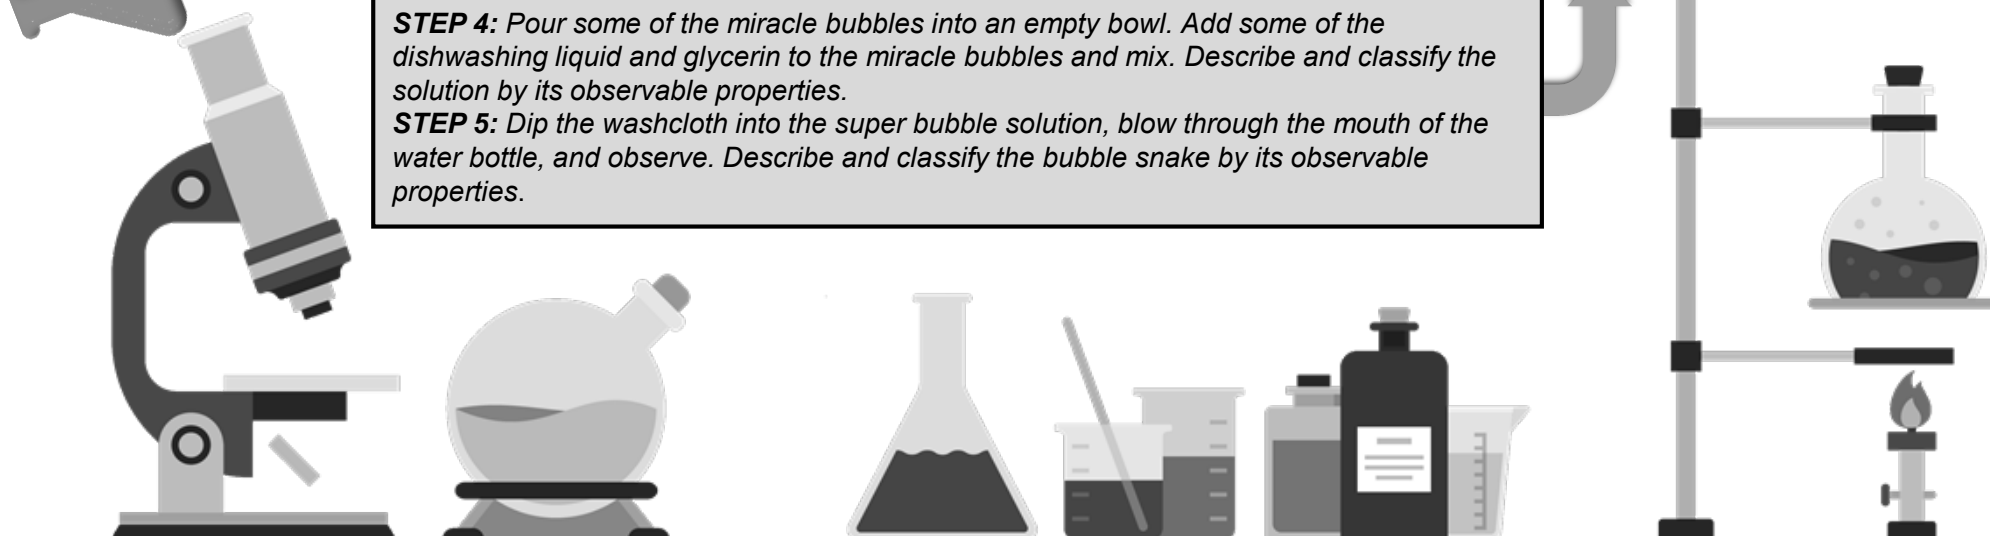 STEP 4: Pour some of the miracle bubbles into an empty bowl. Add some of the
dishwashing liquid and glycerin to the miracle bubbles and mix. Describe and classify the
solution by its observable properties.
STEP 5: Dip the washcloth into the super bubble solution, blow through the mouth of the
water bottle, and observe. Describe and classify the bubble snake by its observable
properties.